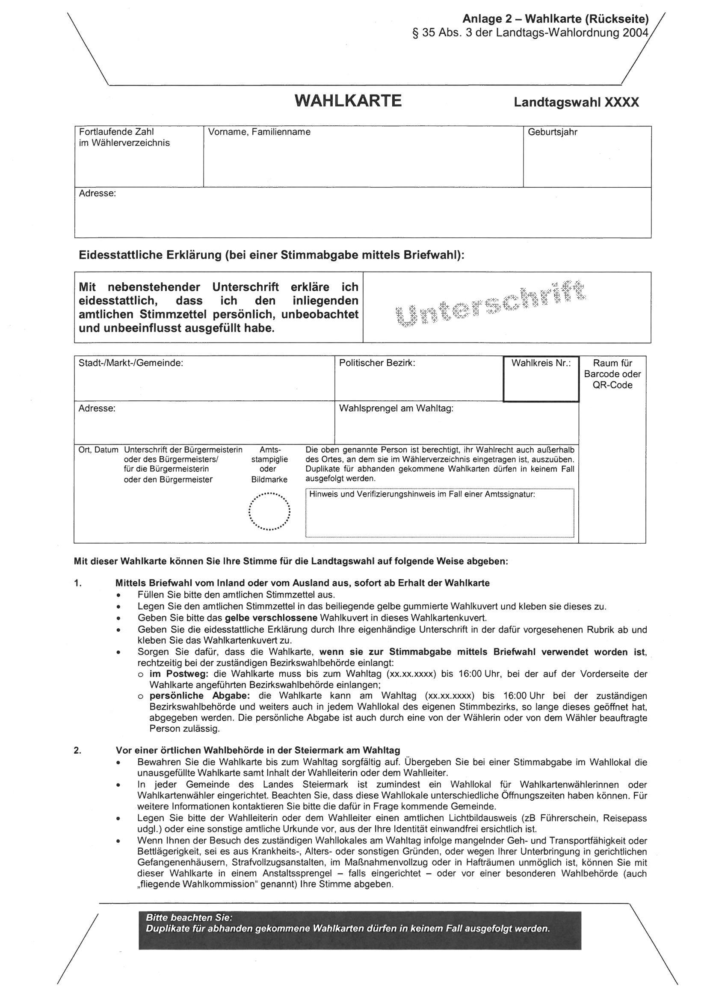 Anlage 2 – Wahlkarte (Rückseite)
§ 35 Abs. 3 der Landtags-Wahlordnung 2004
WAHLKARTE
Landtagswahl XXXX
Fortlaufende Zahl
im Wählerverzeichnis
Vorname, Familienname
Geburtsjahr
Adresse:
Eidesstattliche Erklärung (bei einer Stimmabgabe mittels Briefwahl):
Mit nebenstehender Unterschrift erkläre ich
eidesstattlich, dass ich den inliegenden
amtlichen Stimmzettel persönlich, unbeobachtet
und unbeeinflusst ausgefüllt habe.
Unterschrift
Stadt-/Markt-/Gemeinde:
Politischer Bezirk:
Wahlkreis Nr.:
Raum für
Barcode oder
QR-Code
Adresse:
Wahlsprengel am Wahltag:
Ort, Datum
Unterschrift der Bürgermeisterin
oder des Bürgermeisters/
für die Bürgermeisterin
oder den Bürgermeister
Amts-
stampiglie
oder
Bildmarke
Die oben genannte Person ist berechtigt, ihr Wahlrecht auch außerhalb
des Ortes, an dem sie im Wählerverzeichnis eingetragen ist, auszuüben.
Duplikate für abhanden gekommene Wahlkarten dürfen in keinem Fall
ausgefolgt werden.
Hinweis und Verifizierungshinweis im Fall einer Amtssignatur:
Mit dieser Wahlkarte können Sie Ihre Stimme für die Landtagswahl auf folgende Weise abgeben:
1. Mittels Briefwahl vom Inland oder vom Ausland aus, sofort ab Erhalt der Wahlkarte
• Füllen Sie bitte den amtlichen Stimmzettel aus.
• Legen Sie den amtlichen Stimmzettel in das beiliegende gelbe gummierte Wahlkuvert und kleben sie dieses zu.
• Geben Sie bitte das gelbe verschlossene Wahlkuvert in dieses Wahlkartenkuvert.
• Geben Sie die eidesstattliche Erklärung durch Ihre eigenhändige Unterschrift in der dafür vorgesehenen Rubrik ab und
kleben Sie das Wahlkartenkuvert zu.
• Sorgen Sie dafür, dass die Wahlkarte, wenn sie zur Stimmabgabe mittels Briefwahl verwendet worden ist,
rechtzeitig bei der zuständigen Bezirkswahlbehörde einlangt:
o im Postweg: die Wahlkarte muss bis zum Wahltag (xx.xx.xxxx) bis 16:00 Uhr, bei der auf der Vorderseite der
Wahlkarte angeführten Bezirkswahlbehörde einlangen;
o persönliche Abgabe: die Wahlkarte kann am Wahltag (xx.xx.xxxx) bis 16:00 Uhr bei der zuständigen
Bezirkswahlbehörde und weiters auch in jedem Wahllokal des eigenen Stimmbezirks, so lange dieses geöffnet hat,
abgegeben werden. Die persönliche Abgabe ist auch durch eine von der Wählerin oder von dem Wähler beauftragte
Person zulässig.
2. Vor einer örtlichen Wahlbehörde in der Steiermark am Wahltag
• Bewahren Sie die Wahlkarte bis zum Wahltag sorgfältig auf. Übergeben Sie bei einer Stimmabgabe im Wahllokal die
unausgefüllte Wahlkarte samt Inhalt der Wahlleiterin oder dem Wahlleiter.
• In jeder Gemeinde des Landes Steiermark ist zumindest ein Wahllokal für Wahlkartenwählerinnen oder
Wahlkartenwähler eingerichtet. Beachten Sie, dass diese Wahllokale unterschiedliche Öffnungszeiten haben können. Für
weitere Informationen kontaktieren Sie bitte die dafür in Frage kommende Gemeinde.
• Legen Sie bitte der Wahlleiterin oder dem Wahlleiter einen amtlichen Lichtbildausweis (zB Führerschein, Reisepass
udgl.) oder eine sonstige amtliche Urkunde vor, aus der Ihre Identität einwandfrei ersichtlich ist.
• Wenn Ihnen der Besuch des zuständigen Wahllokales am Wahltag infolge mangelnder Geh- und Transportfähigkeit oder
Bettlägerigkeit, sei es aus Krankheits-, Alters- oder sonstigen Gründen, oder wegen Ihrer Unterbringung in gerichtlichen
Gefangenenhäusern, Strafvollzugsanstalten, im Maßnahmenvollzug oder in Hafträumen unmöglich ist, können Sie mit
dieser Wahlkarte in einem Anstaltssprengel – falls eingerichtet – oder vor einer besonderen Wahlbehörde (auch
„fliegende Wahlkommission“ genannt) Ihre Stimme abgeben.
Bitte beachten Sie:
Duplikate für abhanden gekommene Wahlkarten dürfen in keinem Fall ausgefolgt werden.